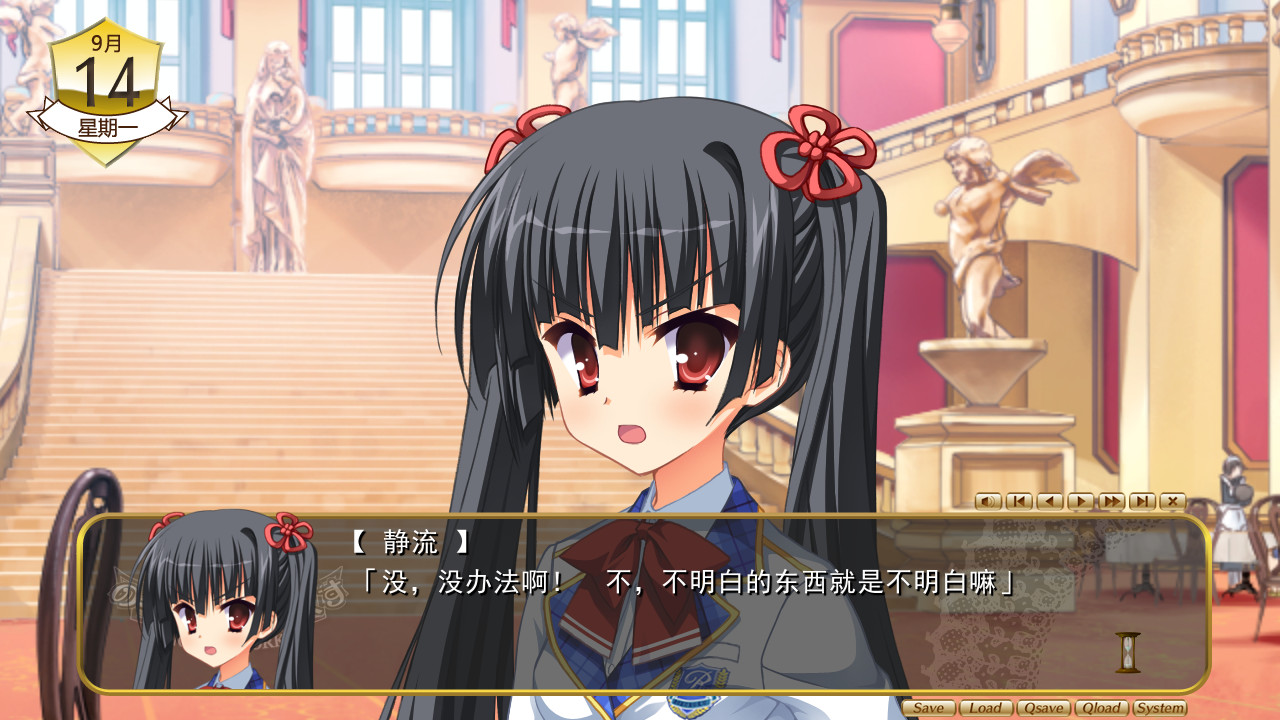 9月
14
星期一
【 静流 】
「没，没办法啊！　不，不明白的东西就是不明白嘛」
Save Load Qsave Qload System